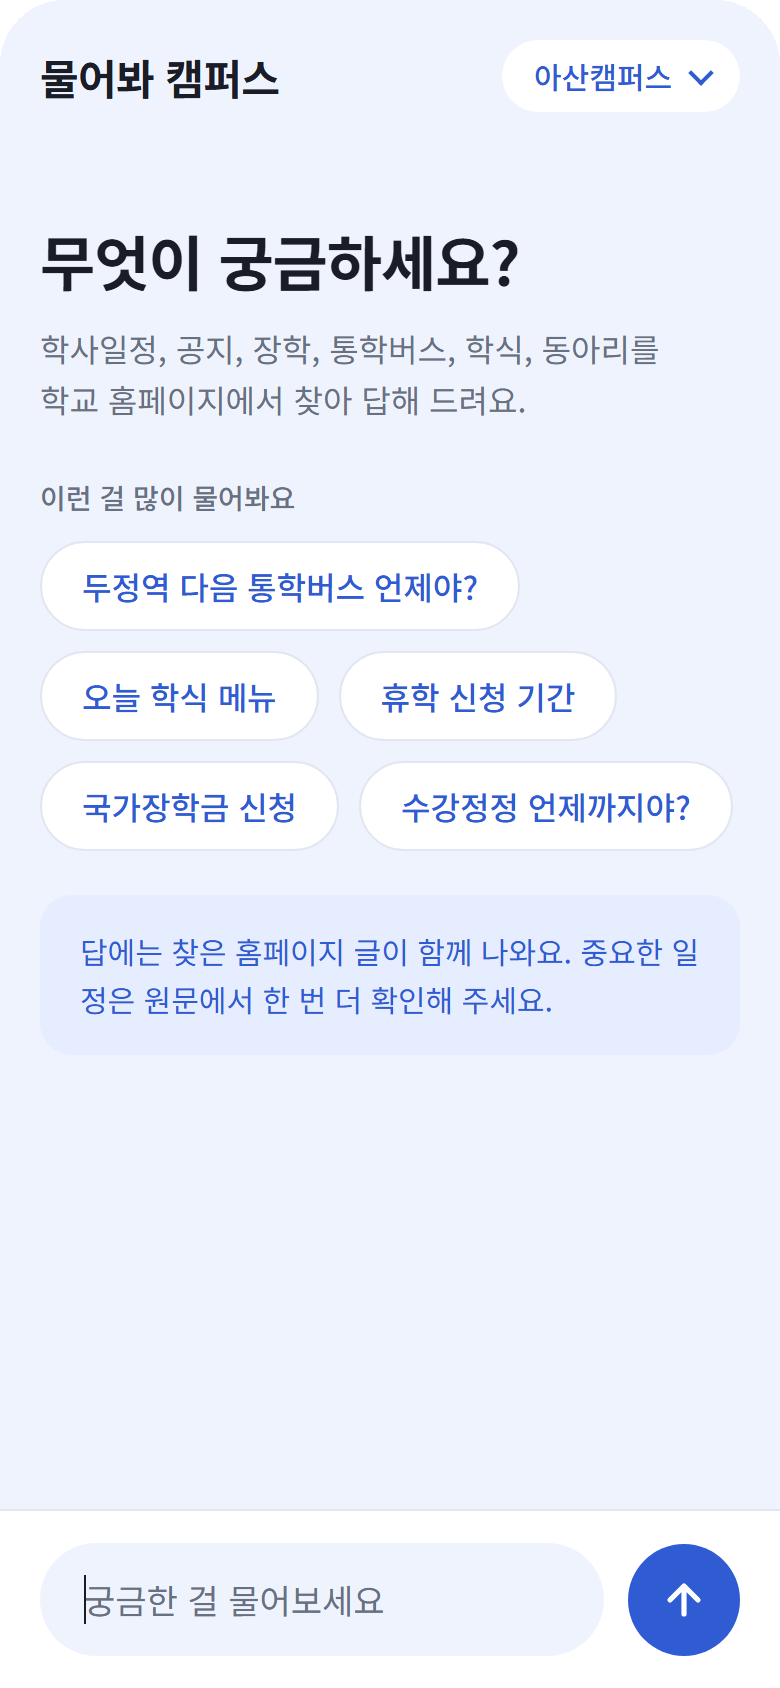 물어봐 캠퍼스
아산캠퍼스
무엇이 궁금하세요?
학사일정, 공지, 장학, 통학버스, 학식, 동아리를
학교 홈페이지에서 찾아 답해 드려요.
이런 걸 많이 물어봐요
두정역 다음 통학버스 언제야?
오늘 학식 메뉴
휴학 신청 기간
국가장학금 신청
수강정정 언제까지야?
답에는 찾은 홈페이지 글이 함께 나와요. 중요한 일
정은 원문에서 한 번 더 확인해 주세요.
궁금한 걸 물어보세요